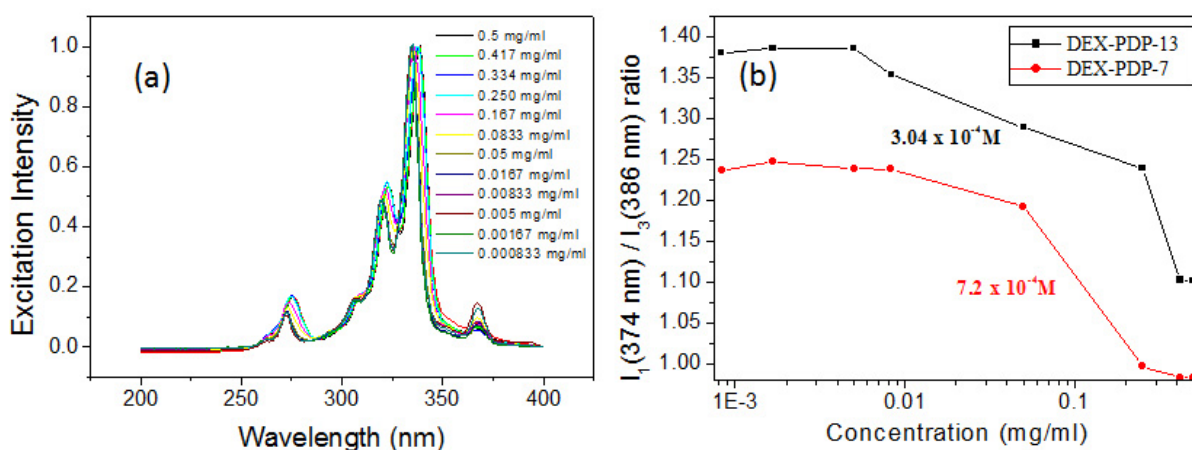 (a)
0.5 mg/ml
0.417 mg/ml
0.334 mg/ml
0.250 mg/ml
0.167 mg/ml
0.0833 mg/ml
0.05 mg/ml
0.0167 mg/ml
0.00833 mg/ml
0.005 mg/ml
0.00167 mg/ml
0.000833 mg/ml
Excitation Intensity
1.0
0.8
0.6
0.4
0.2
0.0
200 250 300 350 400
Wavelength (nm)
(b)
DEX-PDP-13
DEX-PDP-7
I₁(374 nm) / I₃(386 nm) ratio
1.40
1.35
1.30
1.25
1.20
1.15
1.10
1.05
1.00
3.04 x 10⁻⁴M
7.2 x 10⁻⁴M
1E-3 0.01 0.1
Concentration (mg/ml)